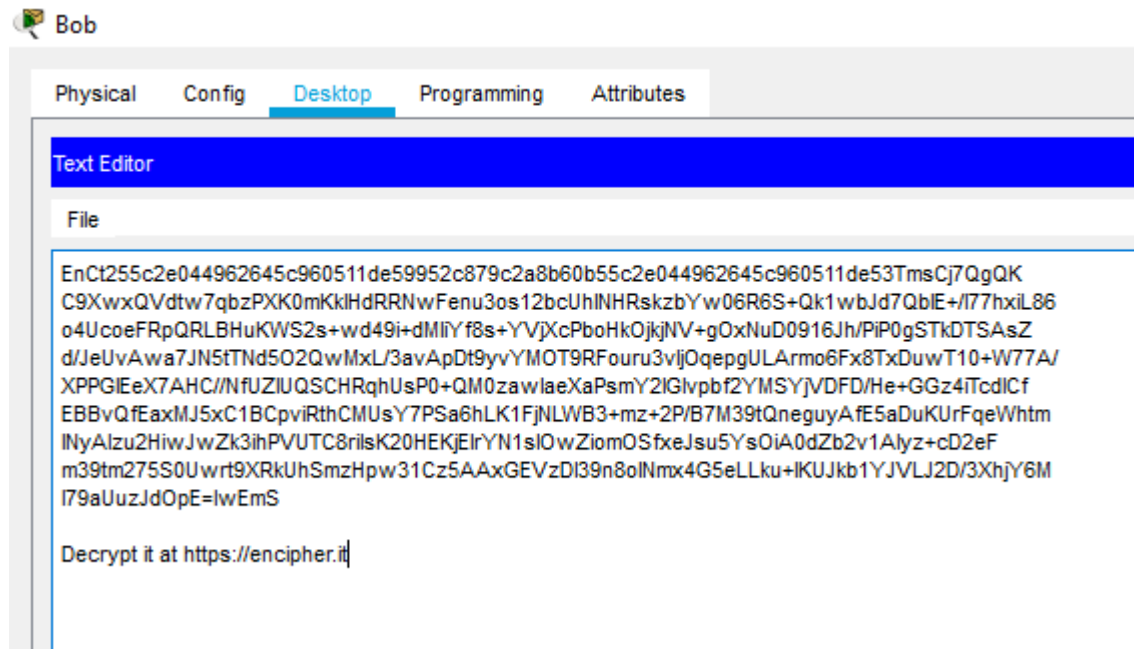 Bob
Physical Config Desktop Programming Attributes
Text Editor
File
EnCt255c2e044962645c960511de59952c879c2a8b60b55c2e044962645c960511de53TmsCj7QgQK
C9XwxQVdtw7qbzPXK0mKklHdRRNwFenu3os12bcUhlNHRskzbYw06R6S+Qk1wbJd7QblE+/l77hxiL86
o4UcoeFRpQRLBHuKWS2s+wd49i+dMliYf8s+YVjXcPboHkOjkjNV+gOxNuD0916Jh/PiP0gSTkDTSAsZ
d/JeUvAwa7JN5tTNd5O2QwMxL/3avApDt9yvYMOT9RFouru3vljOqepgULArmo6Fx8TxDuwT10+W77A/
XPPGlEeX7AHC//NfUZlUQSCHRqhUsP0+QM0zawlaeXaPsmY2lGlvpbf2YMSYjVDFD/He+GGz4iTcdlCf
EBBvQfEaxMJ5xC1BCpviRthCMUsY7PSa6hLK1FjNLWB3+mz+2P/B7M39tQneguyAfE5aDuKUrFqeWhtm
lNyAlzu2HiwJwZk3ihPVUTC8rilsK20HEKjElrYN1slOwZiomOSfxeJsu5YsOiA0dZb2v1Alyz+cD2eF
m39tm275S0Uwrt9XRkUhSmzHpw31Cz5AAxGEVzDl39n8olNmx4G5eLLku+lKUJkb1YJVLJ2D/3XhjY6M
l79aUuzJdOpE=lwEmS
Decrypt it at https://encipher.it